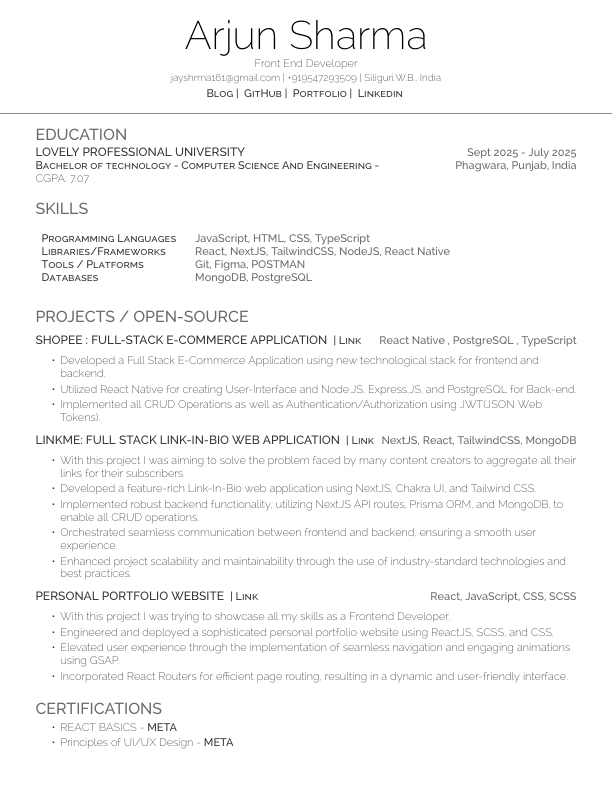 Arjun Sharma
Front End Developer
jayshrma161@gmail.com | +919547293509 | Siliguri,W.B., India
Blog | GitHub | Portfolio | Linkedin
EDUCATION
LOVELY PROFESSIONAL UNIVERSITY Sept 2025 - July 2025
Bachelor of technology - Computer Science And Engineering - Phagwara, Punjab, India
CGPA: 7.07
SKILLS
Programming Languages JavaScript, HTML, CSS, TypeScript
Libraries/Frameworks React, NextJS, TailwindCSS, NodeJS, React Native
Tools / Platforms Git, Figma, POSTMAN
Databases MongoDB, PostgreSQL
PROJECTS / OPEN-SOURCE
SHOPEE : FULL-STACK E-COMMERCE APPLICATION | Link React Native , PostgreSQL , TypeScript
• Developed a Full Stack E-Commerce Application using new technological stack for frontend and
backend.
• Utilized React Native for creating User-Interface and NodeJS, ExpressJS, and PostgreSQL for Back-end.
• Implemented all CRUD Operations as well as Authentication/Authorization using JWT(JSON Web
Tokens).
LINKME: FULL STACK LINK-IN-BIO WEB APPLICATION | Link NextJS, React, TailwindCSS, MongoDB
• With this project I was aiming to solve the problem faced by many content creators to aggregate all their
links for their subscribers.
• Developed a feature-rich Link-In-Bio web application using NextJS, Chakra UI, and Tailwind CSS.
• Implemented robust backend functionality, utilizing NextJS API routes, Prisma ORM, and MongoDB, to
enable all CRUD operations.
• Orchestrated seamless communication between frontend and backend, ensuring a smooth user
experience.
• Enhanced project scalability and maintainability through the use of industry-standard technologies and
best practices.
PERSONAL PORTFOLIO WEBSITE | Link React, JavaScript, CSS, SCSS
• With this project I was trying to showcase all my skills as a Frontend Developer.
• Engineered and deployed a sophisticated personal portfolio website using ReactJS, SCSS, and CSS.
• Elevated user experience through the implementation of seamless navigation and engaging animations
using GSAP.
• Incorporated React Routers for efficient page routing, resulting in a dynamic and user-friendly interface.
CERTIFICATIONS
• REACT BASICS - META
• Principles of UI/UX Design - META